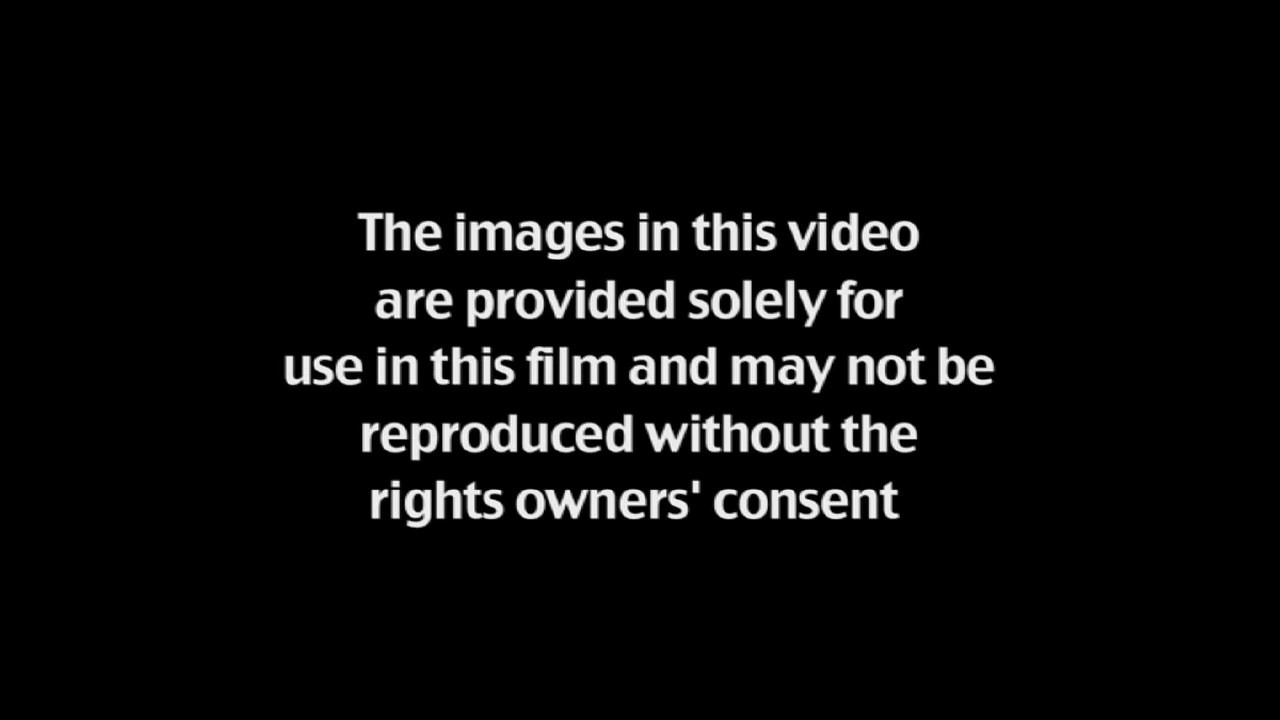 The images in this video
are provided solely for
use in this film and may not be
reproduced without the
rights owners' consent